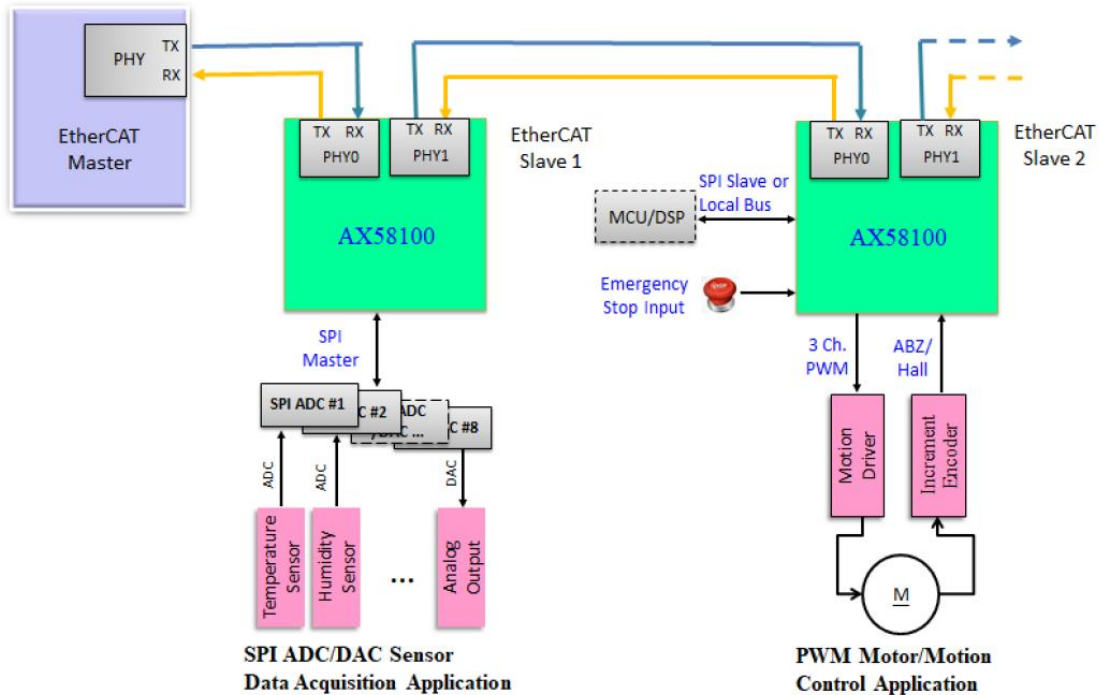 TX
PHY
RX
EtherCAT
Master
TX RX
PHY0
TX RX
PHY1
EtherCAT
Slave 1
AX58100
TX RX
PHY0
TX RX
PHY1
EtherCAT
Slave 2
AX58100
SPI Slave or
Local Bus
MCU/DSP
Emergency
Stop Input
SPI
Master
SPI ADC #1
C #2
ADC
/DAC ...
C #8
ADC
ADC
DAC
Temperature
Sensor
Humidity
Sensor
...
Analog
Output
3 Ch.
PWM
ABZ/
Hall
Motion
Driver
Increment
Encoder
M
SPI ADC/DAC Sensor
Data Acquisition Application
PWM Motor/Motion
Control Application